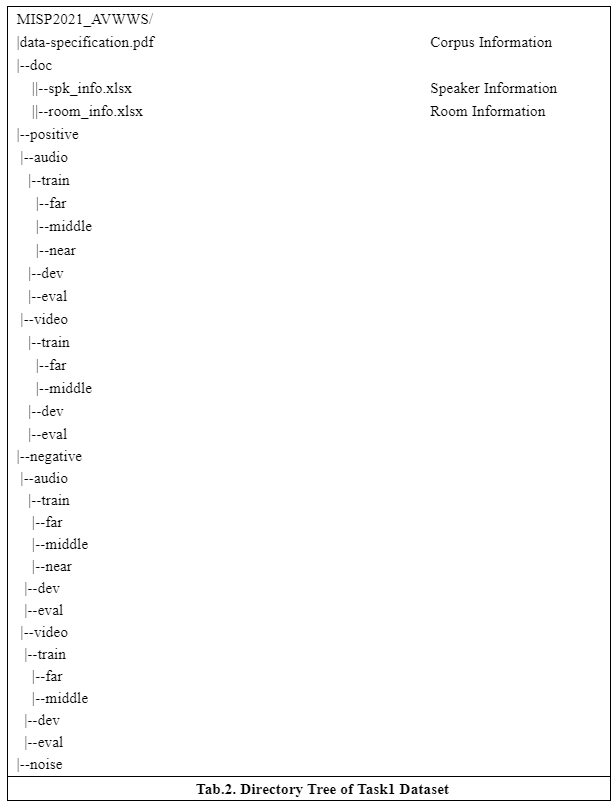 MISP2021_AVWWS/
|data-specification.pdf Corpus Information
|--doc
||--spk_info.xlsx Speaker Information
||--room_info.xlsx Room Information
|--positive
|--audio
|--train
|--far
|--middle
|--near
|--dev
|--eval
|--video
|--train
|--far
|--middle
|--dev
|--eval
|--negative
|--audio
|--train
|--far
|--middle
|--near
|--dev
|--eval
|--video
|--train
|--far
|--middle
|--dev
|--eval
|--noise
Tab.2. Directory Tree of Task1 Dataset